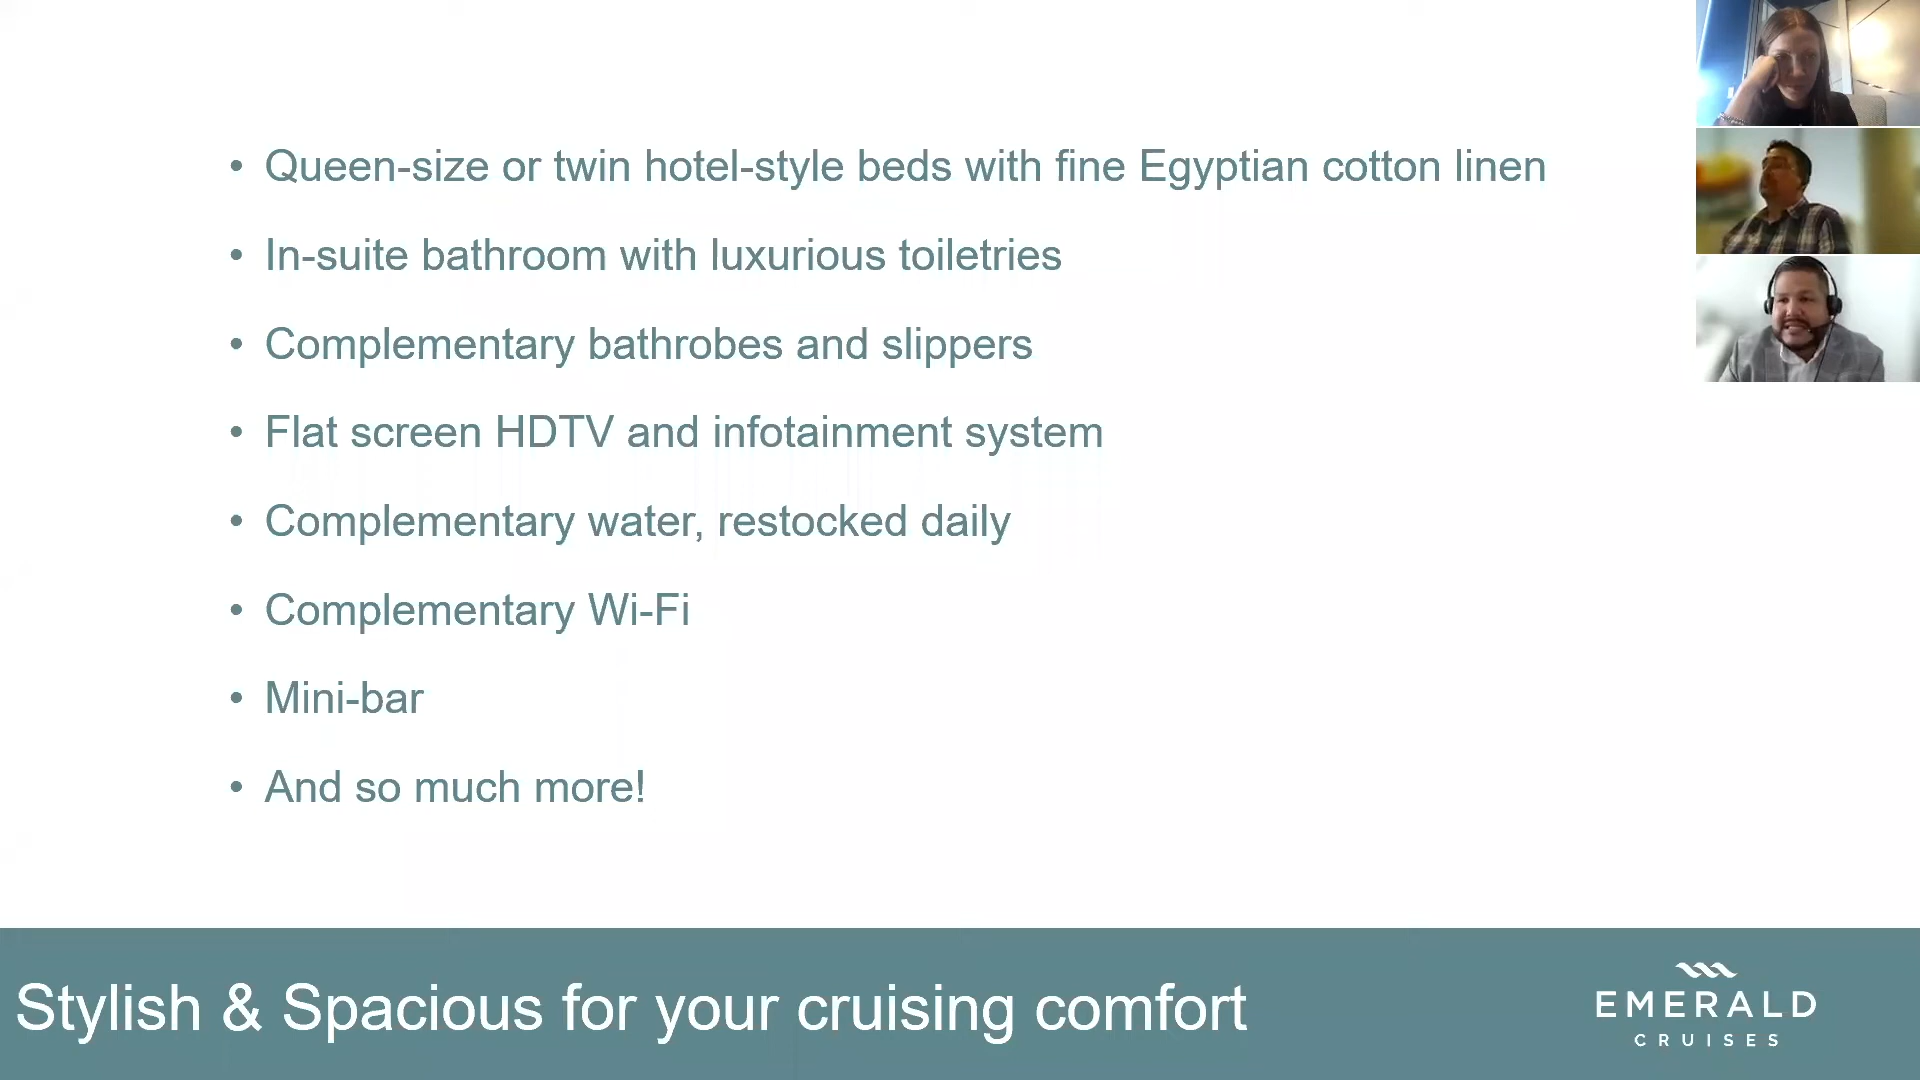 • Queen-size or twin hotel-style beds with fine Egyptian cotton linen
• In-suite bathroom with luxurious toiletries
• Complementary bathrobes and slippers
• Flat screen HDTV and infotainment system
• Complementary water, restocked daily
• Complementary Wi-Fi
• Mini-bar
• And so much more!
Stylish & Spacious for your cruising comfort
EMERALD
CRUISES